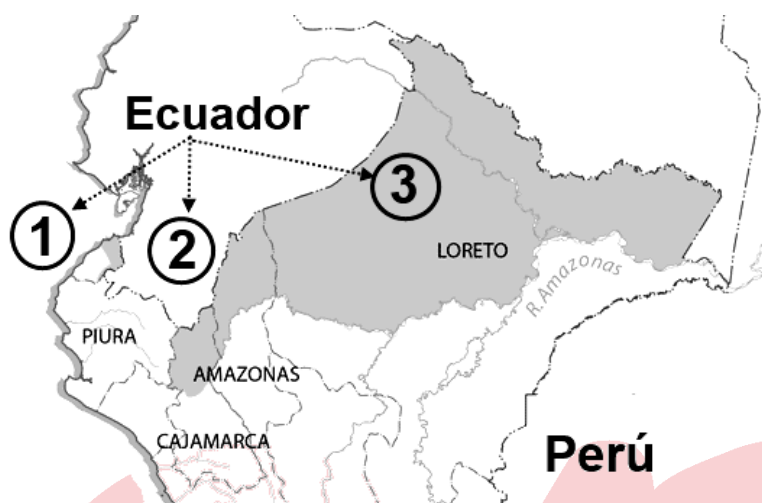 Ecuador
1
2
3
LORETO
R. Amazonas
PIURA
AMAZONAS
CAJAMARCA
Perú